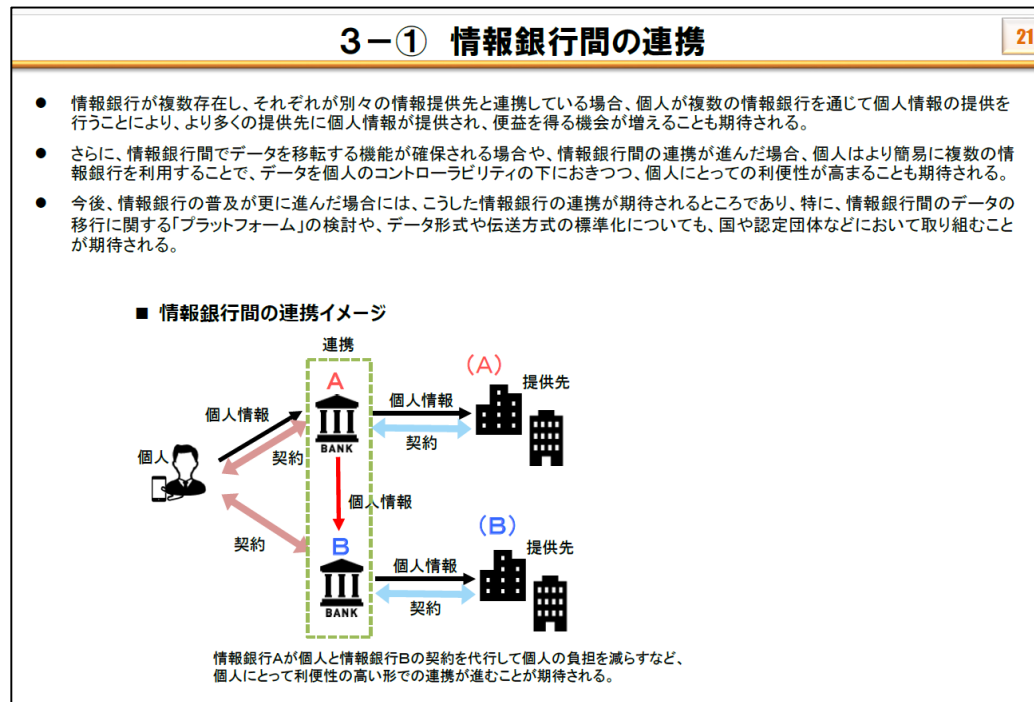 3-① 情報銀行間の連携
21
● 情報銀行が複数存在し、それぞれが別々の情報提供先と連携している場合、個人が複数の情報銀行を通じて個人情報の提供を
行うことにより、より多くの提供先に個人情報が提供され、便益を得る機会が増えることも期待される。
● さらに、情報銀行間でデータを移転する機能が確保される場合や、情報銀行間の連携が進んだ場合、個人はより簡易に複数の情
報銀行を利用することで、データを個人のコントローラビリティの下におきつつ、個人にとっての利便性が高まることも期待される。
● 今後、情報銀行の普及が更に進んだ場合には、こうした情報銀行の連携が期待されるところであり、特に、情報銀行間のデータの
移行に関する「プラットフォーム」の検討や、データ形式や伝送方式の標準化についても、国や認定団体などにおいて取り組むこと
が期待される。
■ 情報銀行間の連携イメージ
連携
A
(A)
提供先
個人情報
個人情報
BANK
契約
契約
個人
個人情報
契約
B
(B)
提供先
個人情報
BANK
契約
情報銀行Aが個人と情報銀行Bの契約を代行して個人の負担を減らすなど、
個人にとって利便性の高い形での連携が進むことが期待される。